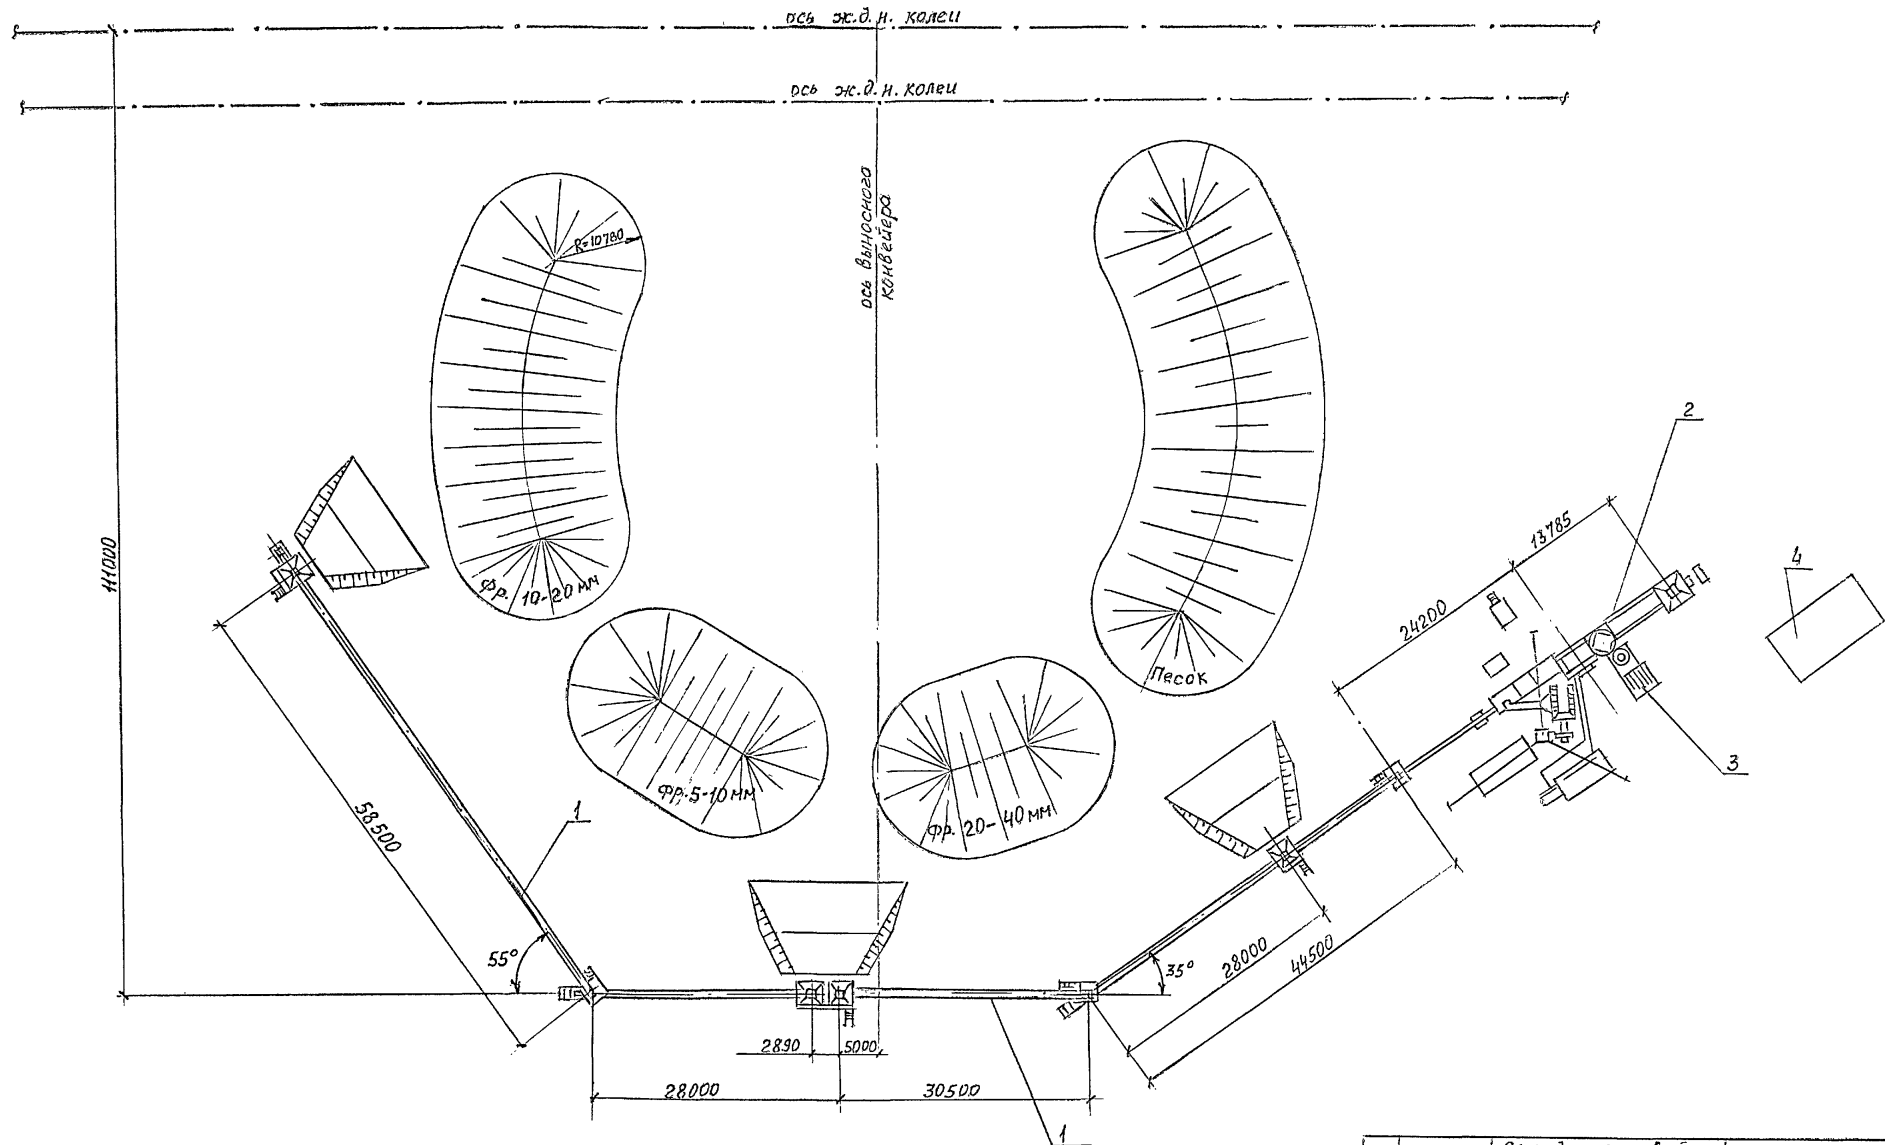 ось ж.д.н. колеи
ось ж.д.н. колеи
ось выносного
конвейера
R=10780
2
13785
4
24200
111000
Фр. 10-20 мм
Песок
3
58500
1
Фр. 5-10 мм
Фр. 20-40 мм
55°
35°
28000
44500
2890
5000
28000
30500
1